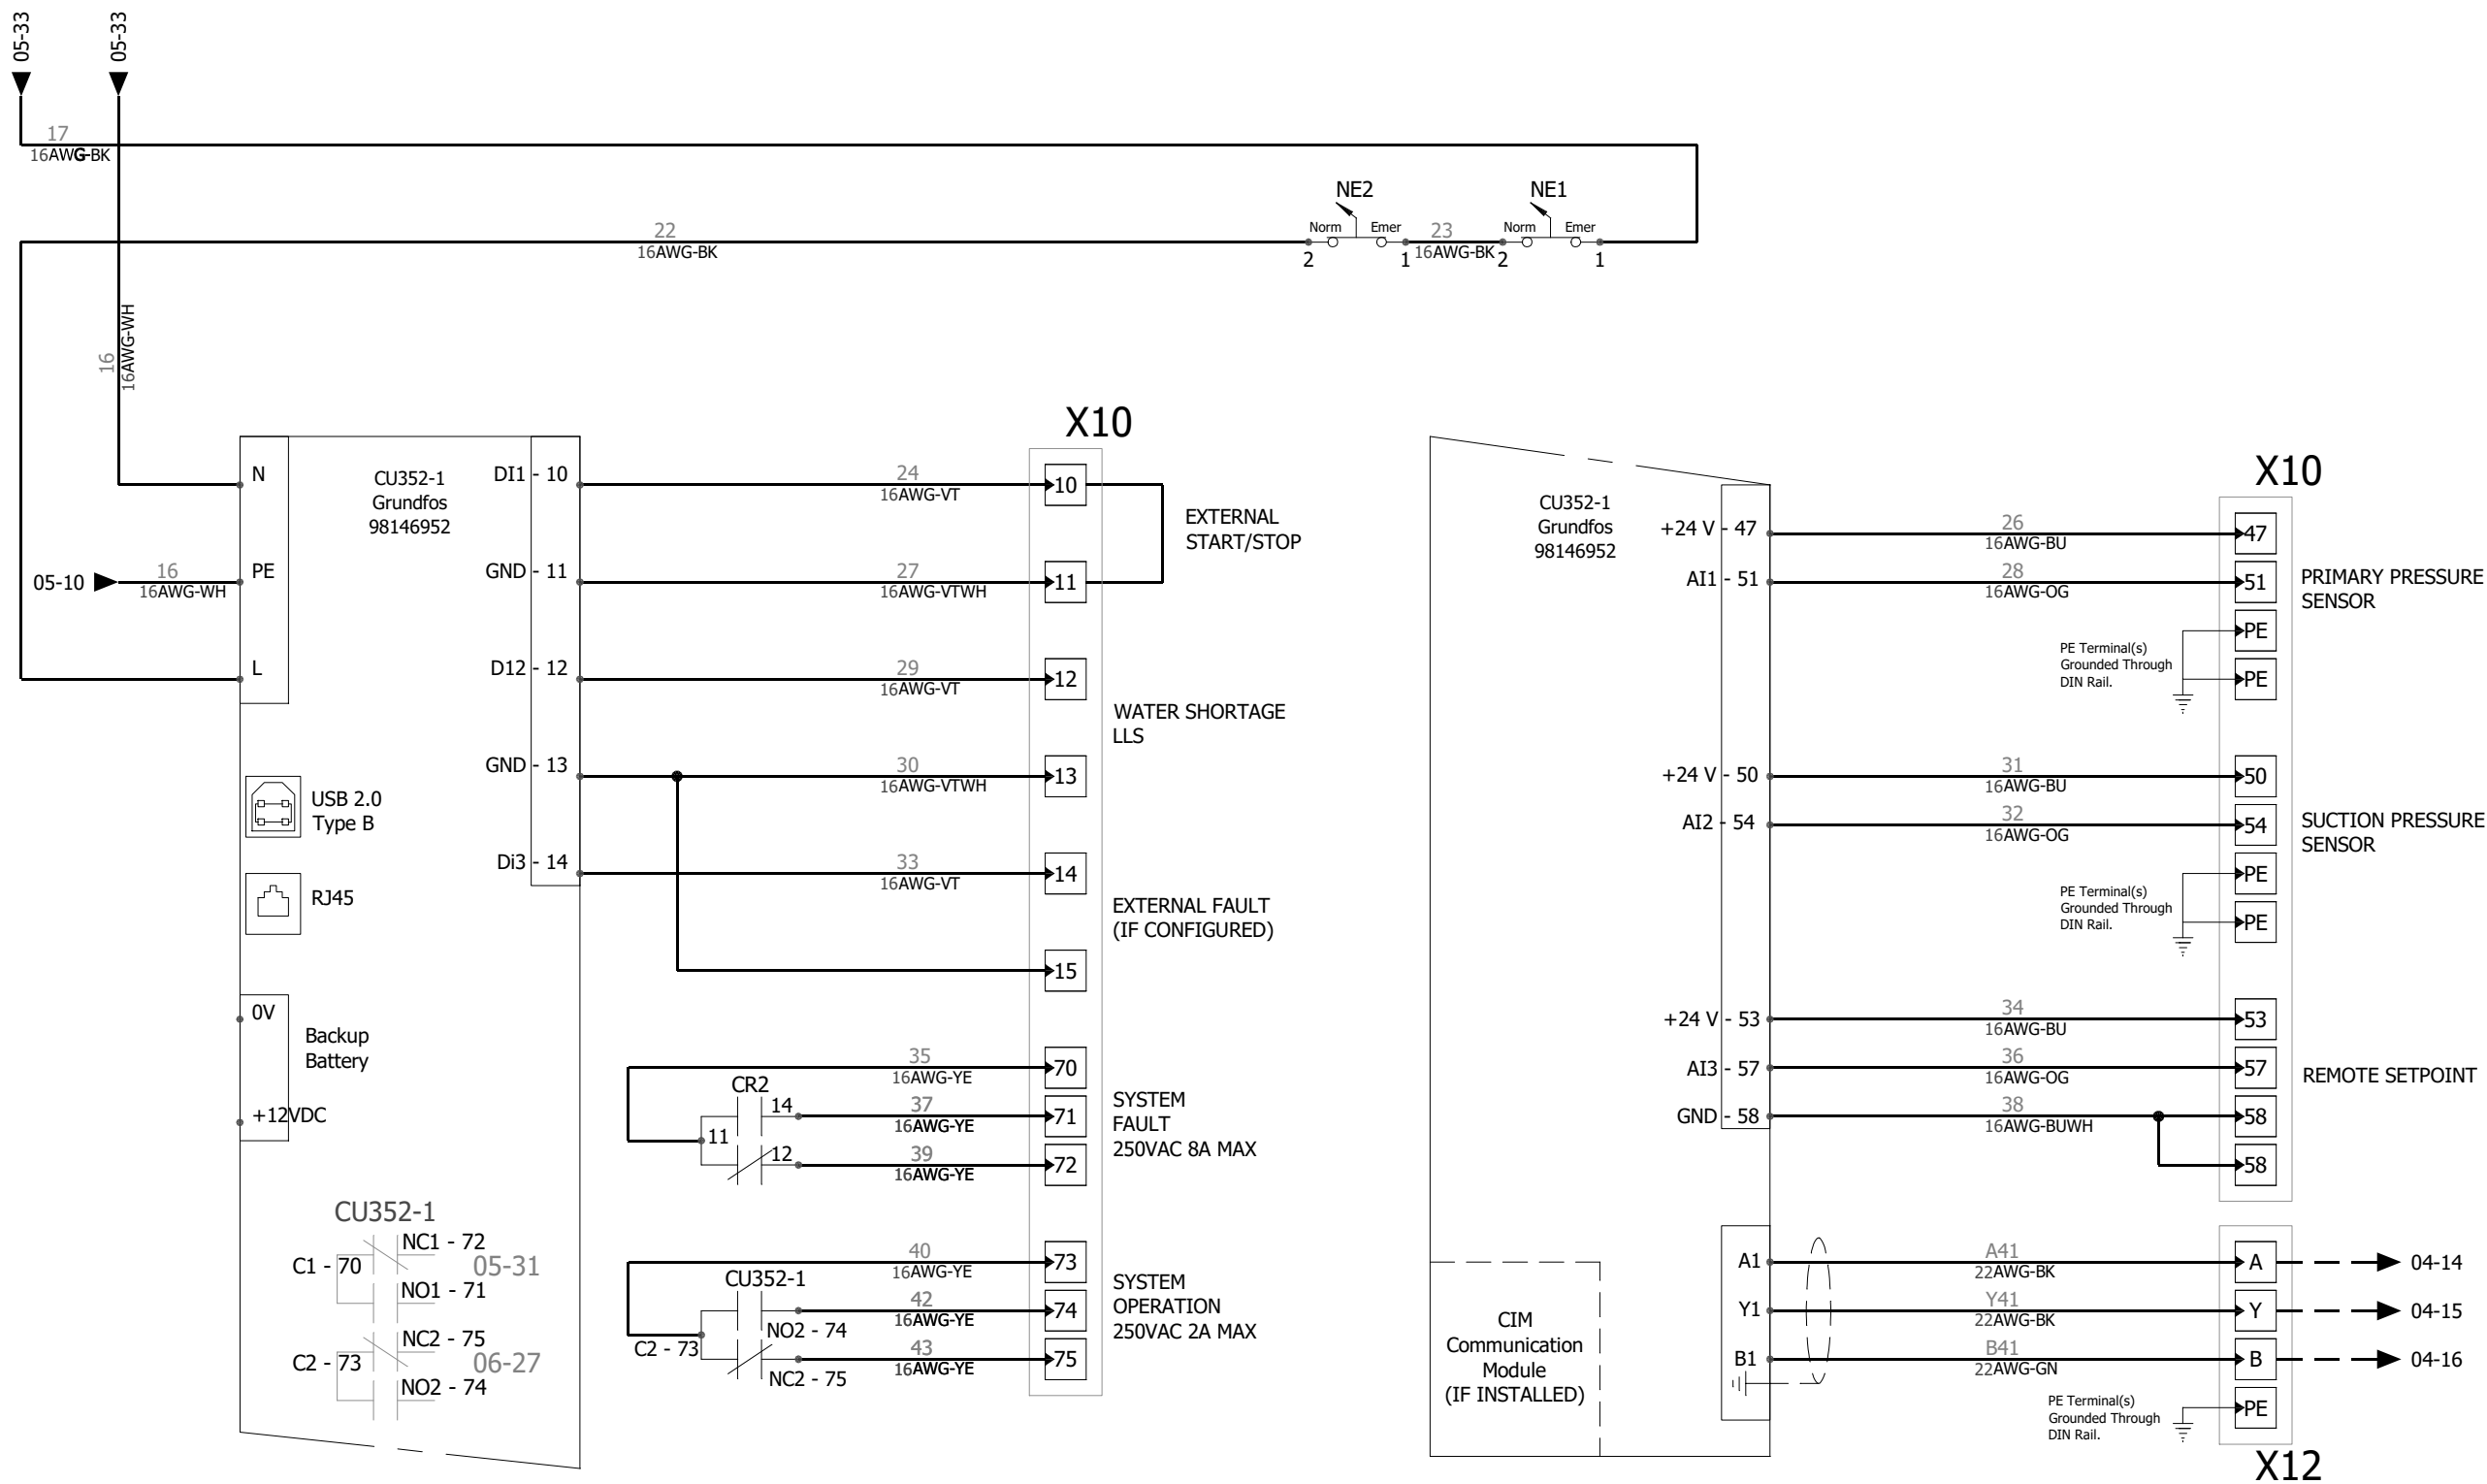 05-33
05-33
17
16AWG-BK
NE2
NE1
Norm Emer
Norm Emer
22
16AWG-BK
23
16AWG-BK
2
1
2
1
16
16AWG-WH
X10
N
CU352-1
Grundfos
98146952
DI1 - 10
24
16AWG-VT
10
EXTERNAL
START/STOP
05-10
16
16AWG-WH
PE
GND - 11
27
16AWG-VTWH
11
L
D12 - 12
29
16AWG-VT
12
WATER SHORTAGE
LLS
GND - 13
30
16AWG-VTWH
13
USB 2.0
Type B
Di3 - 14
33
16AWG-VT
14
RJ45
EXTERNAL FAULT
(IF CONFIGURED)
15
0V
Backup
Battery
+12VDC
35
16AWG-YE
70
CR2
14
37
16AWG-YE
71
11
12
39
16AWG-YE
72
SYSTEM
FAULT
250VAC 8A MAX
CU352-1
NC1 - 72
C1 - 70
05-31
NO1 - 71
NC2 - 75
C2 - 73
06-27
NO2 - 74
40
16AWG-YE
73
CU352-1
42
16AWG-YE
74
NO2 - 74
C2 - 73
43
16AWG-YE
75
NC2 - 75
SYSTEM
OPERATION
250VAC 2A MAX
X10
CU352-1
Grundfos
98146952
+24 V - 47
26
16AWG-BU
47
AI1 - 51
28
16AWG-OG
51
PRIMARY PRESSURE
SENSOR
PE
PE Terminal(s)
Grounded Through
DIN Rail.
PE
+24 V - 50
31
16AWG-BU
50
AI2 - 54
32
16AWG-OG
54
SUCTION PRESSURE
SENSOR
PE
PE Terminal(s)
Grounded Through
DIN Rail.
PE
+24 V - 53
34
16AWG-BU
53
AI3 - 57
36
16AWG-OG
57
REMOTE SETPOINT
GND - 58
38
16AWG-BUWH
58
58
A1
A41
22AWG-BK
A
04-14
Y1
Y41
22AWG-BK
Y
04-15
B1
B41
22AWG-GN
B
04-16
CIM
Communication
Module
(IF INSTALLED)
PE Terminal(s)
Grounded Through
DIN Rail.
PE
X12